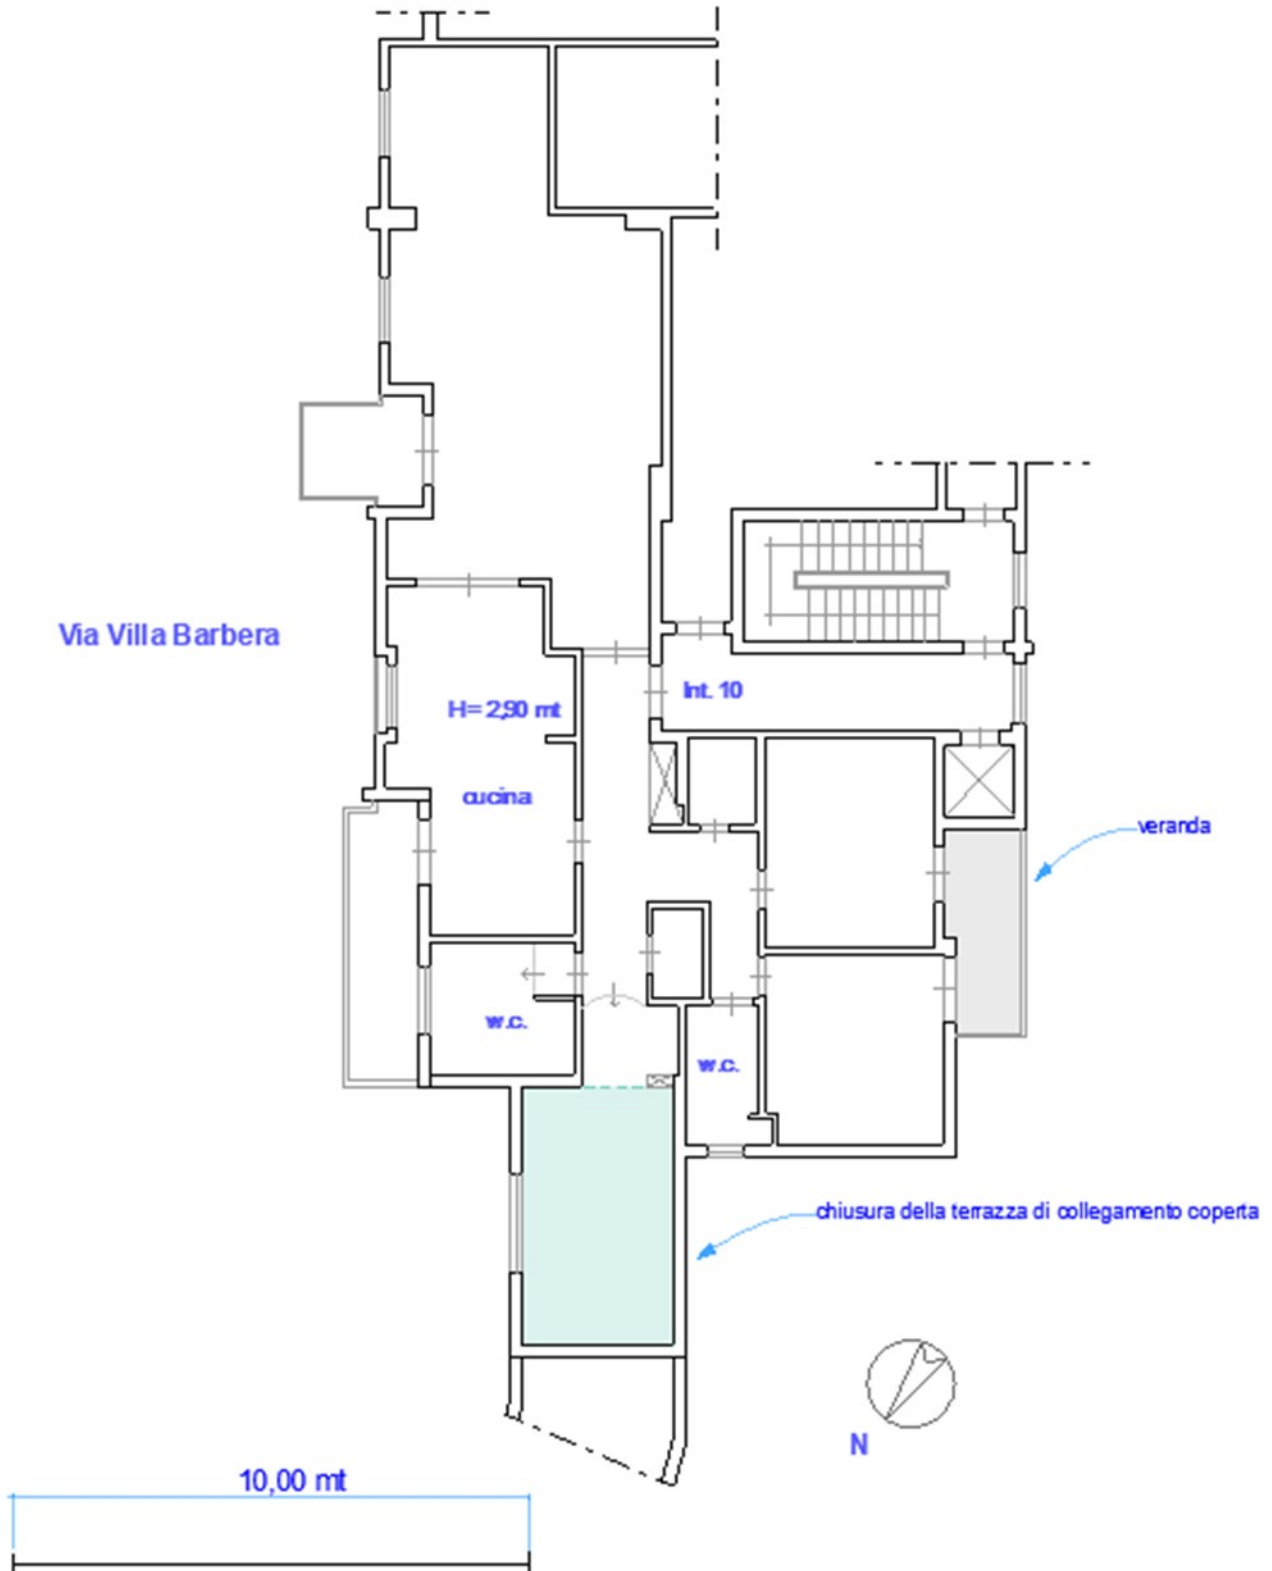 Via Villa Barbera
Int. 10
H= 2,90 mt
cucina
veranda
w.c.
w.c.
chiusura della terrazza di collegamento coperta
N
10,00 mt